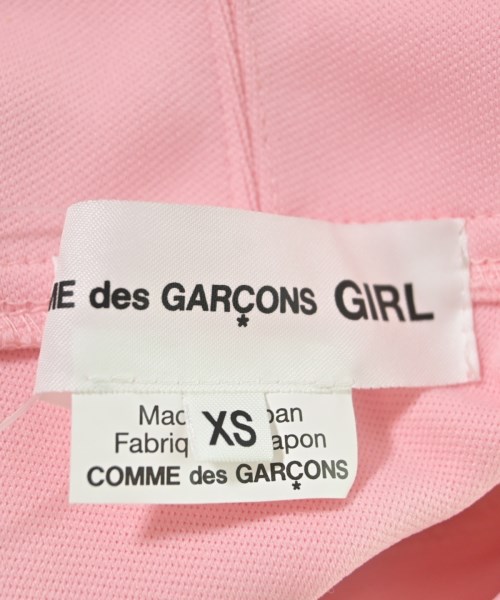 ME des GARÇONS GIRL
Mad pan
XS
Fabriq apon
COMME des GARÇONS